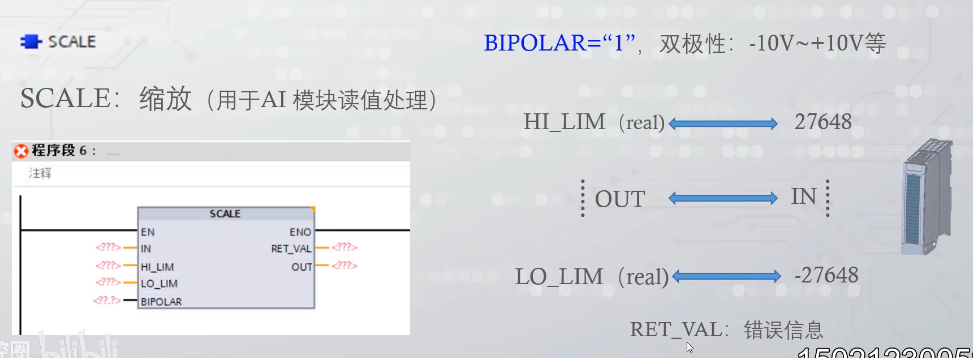 SCALE
BIPOLAR=“1”，双极性：-10V~+10V等
SCALE：缩放（用于AI 模块读值处理）
HI_LIM（real) 27648
OUT IN
LO_LIM（real) -27648
RET_VAL：错误信息
程序段 6：
注释
SCALE
EN ENO
<???> IN RET_VAL <???>
<???> HI_LIM OUT <???>
<???> LO_LIM
<??.?> BIPOLAR
bilibili